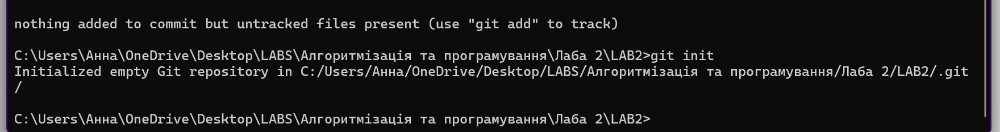 nothing added to commit but untracked files present (use "git add" to track)
C:\Users\Анна\OneDrive\Desktop\LABS\Алгоритмізація та програмування\Лаба 2\LAB2>git init
Initialized empty Git repository in C:/Users/Анна/OneDrive/Desktop/LABS/Алгоритмізація та програмування/Лаба 2/LAB2/.git
/
C:\Users\Анна\OneDrive\Desktop\LABS\Алгоритмізація та програмування\Лаба 2\LAB2>